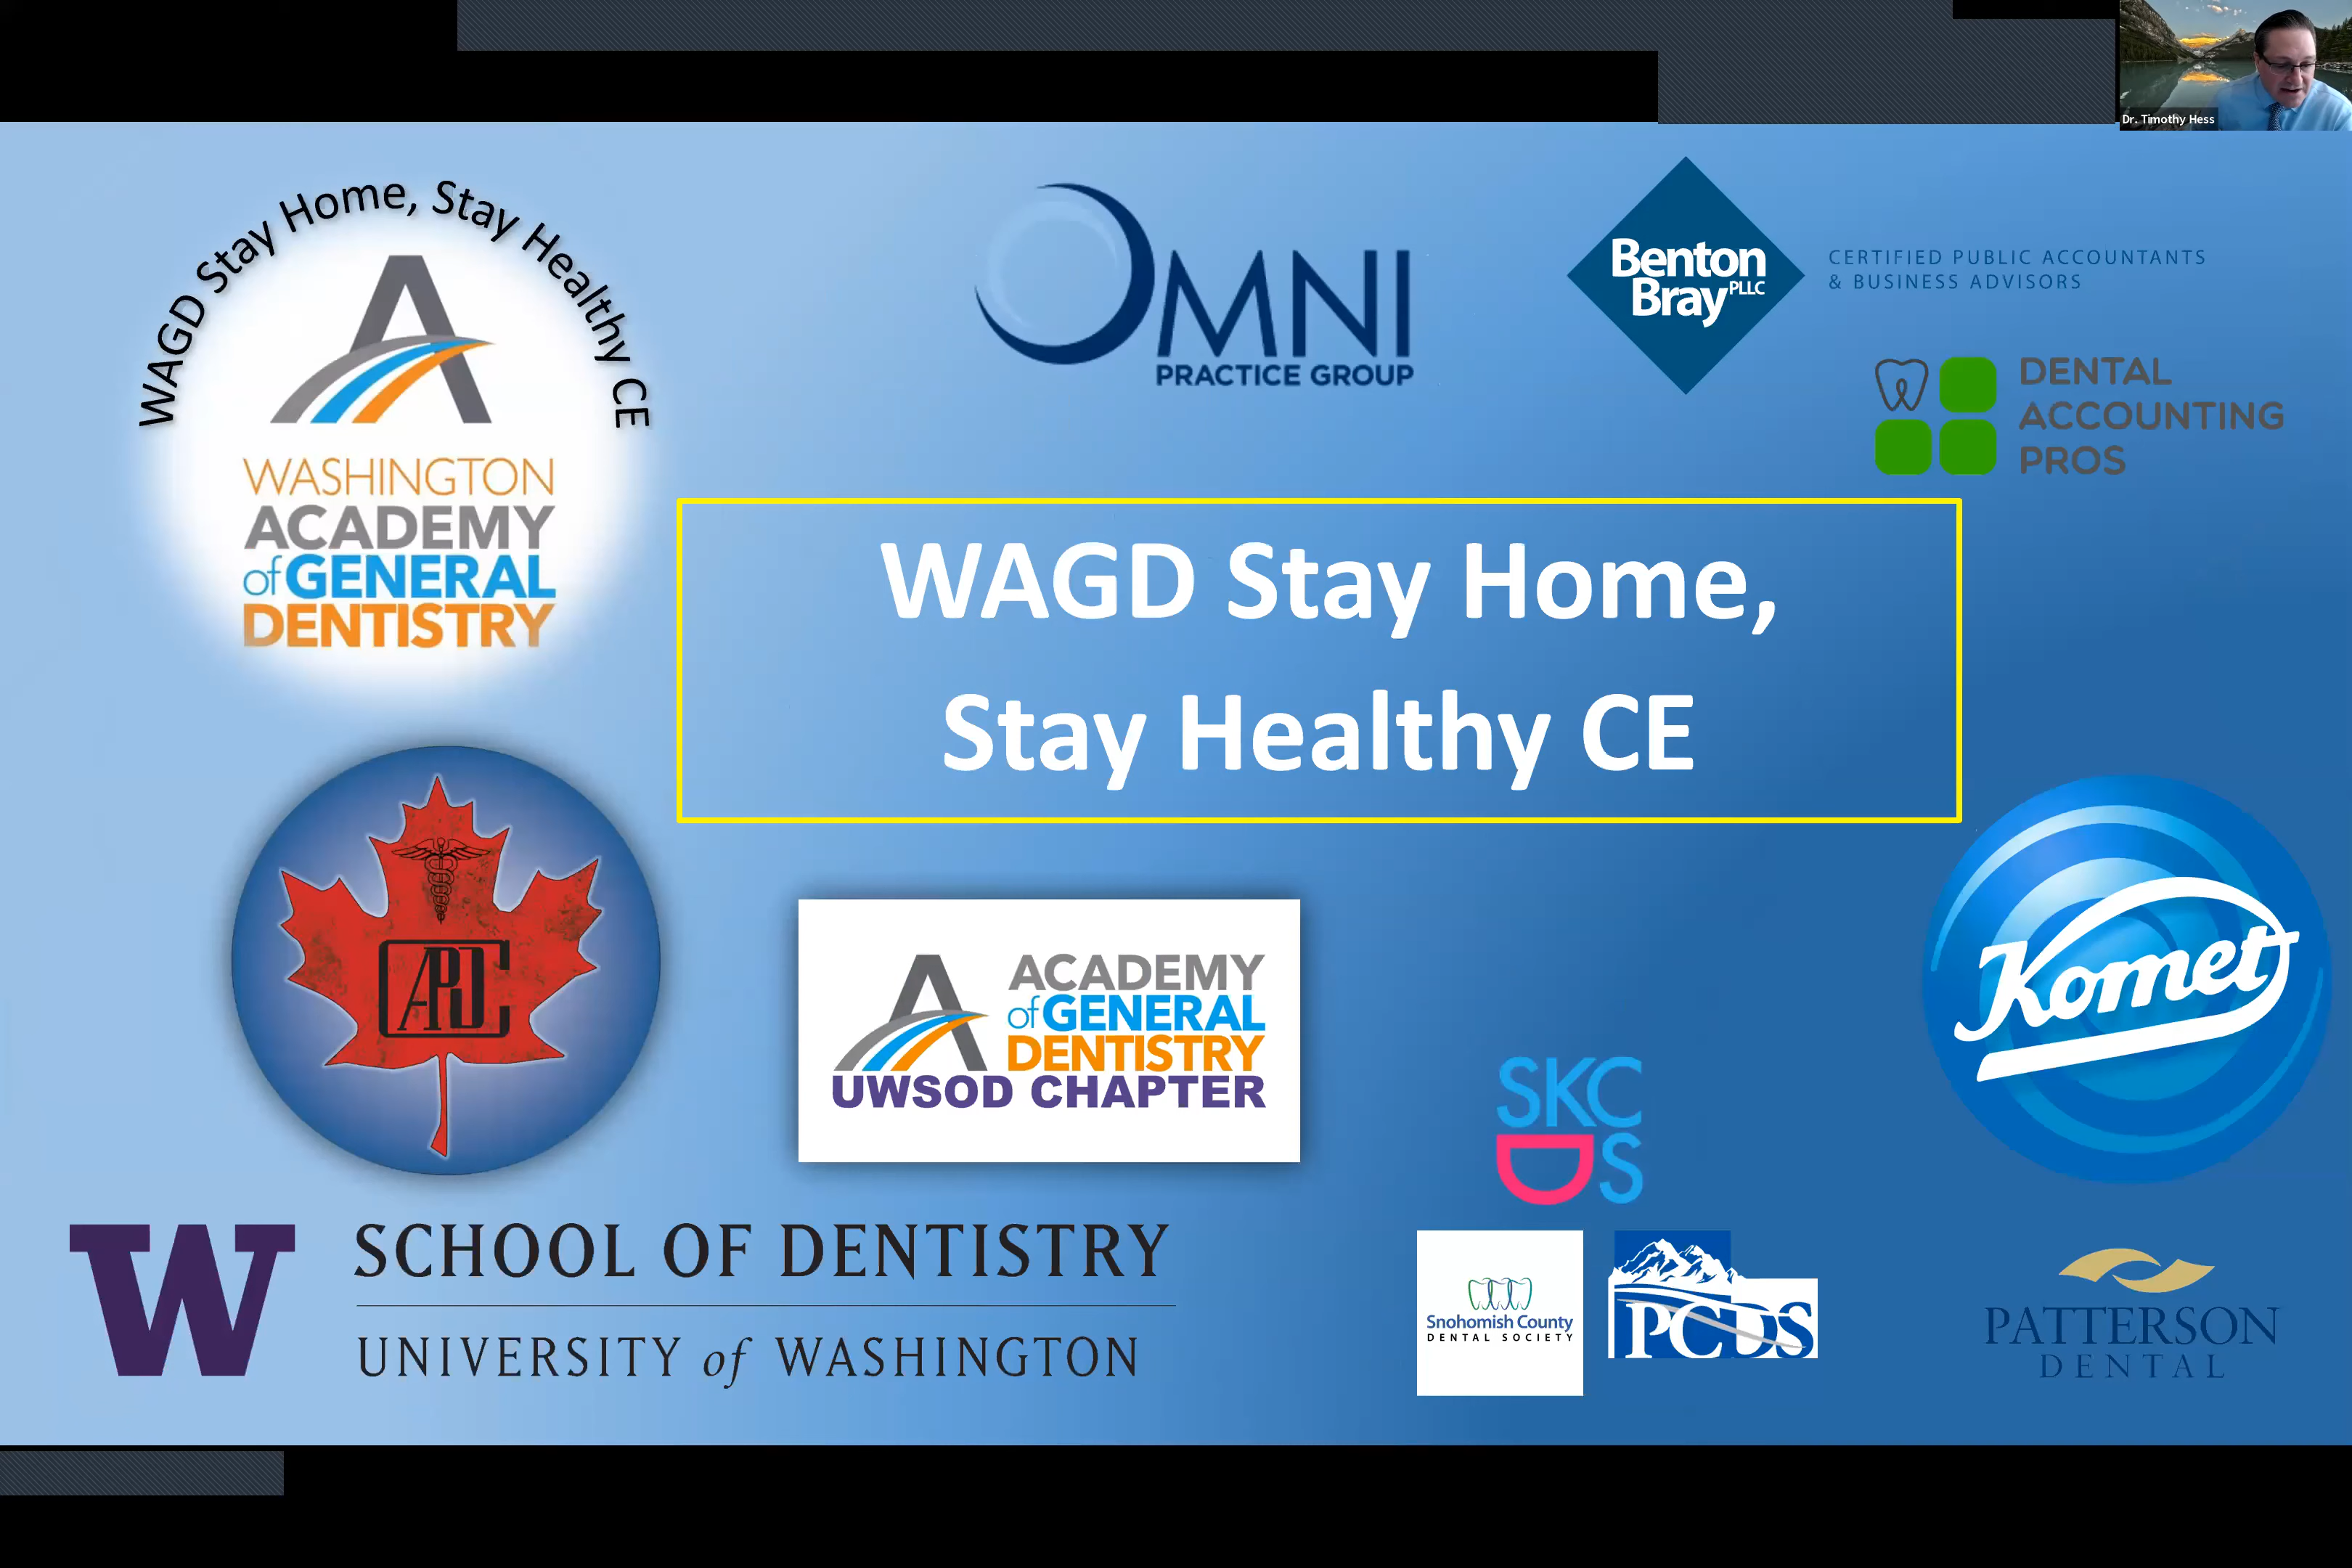 Dr. Timothy Hess
WAGD Stay Home, Stay Healthy CE
WASHINGTON
ACADEMY
of GENERAL
DENTISTRY
OMNI
PRACTICE GROUP
Benton
Bray PLLC
CERTIFIED PUBLIC ACCOUNTANTS
& BUSINESS ADVISORS
DENTAL
ACCOUNTING
PROS
WAGD Stay Home,
Stay Healthy CE
APDC
ACADEMY
of GENERAL
DENTISTRY
UWSOD CHAPTER
Komet
SKC
DS
W
SCHOOL OF DENTISTRY
UNIVERSITY of WASHINGTON
Snohomish County
DENTAL SOCIETY
PCDS
PATTERSON
DENTAL